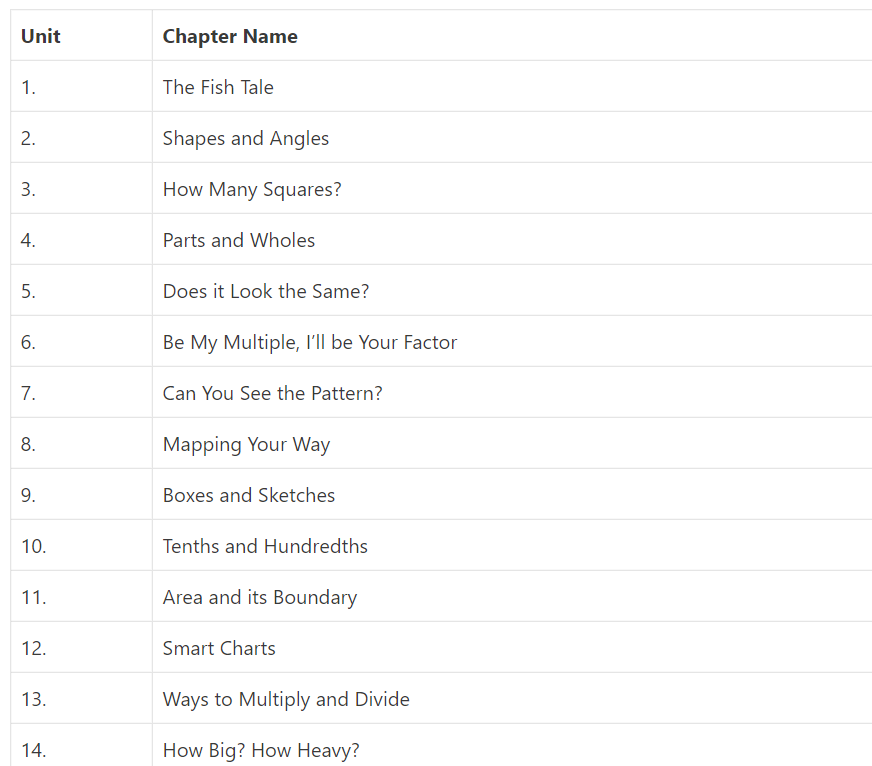 Unit Chapter Name
1. The Fish Tale
2. Shapes and Angles
3. How Many Squares?
4. Parts and Wholes
5. Does it Look the Same?
6. Be My Multiple, I’ll be Your Factor
7. Can You See the Pattern?
8. Mapping Your Way
9. Boxes and Sketches
10. Tenths and Hundredths
11. Area and its Boundary
12. Smart Charts
13. Ways to Multiply and Divide
14. How Big? How Heavy?